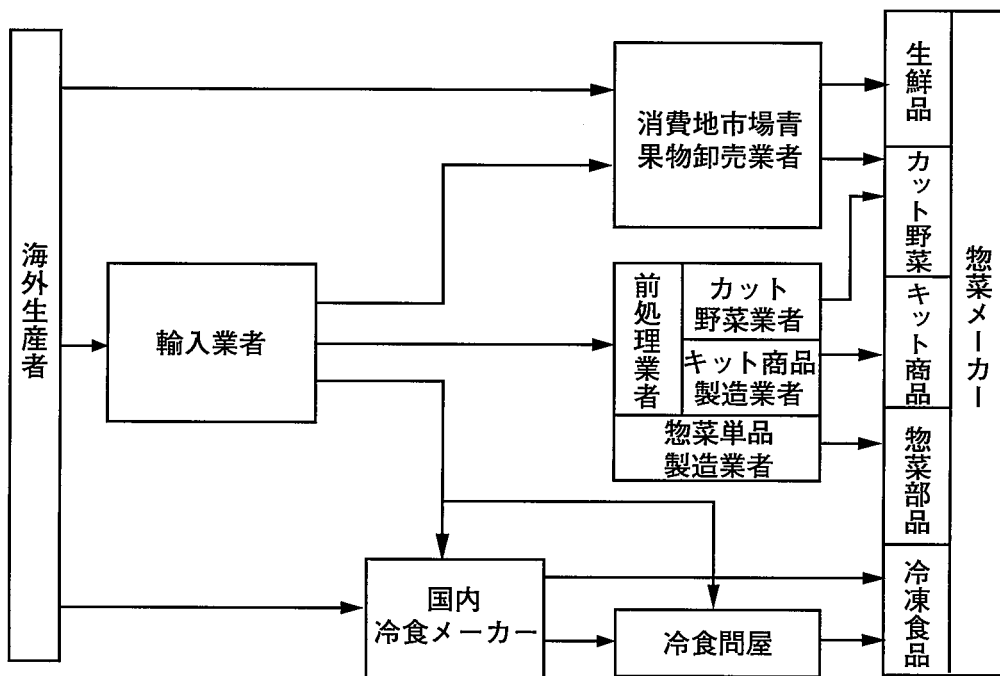 海外生産者
輸入業者
消費地市場青
果物卸売業者
前処理業者
カット
野菜業者
キット商品
製造業者
惣菜単品
製造業者
国内
冷食メーカー
冷食問屋
生鮮品
カット野菜
キット商品
惣菜部品
冷凍食品
惣菜メーカー